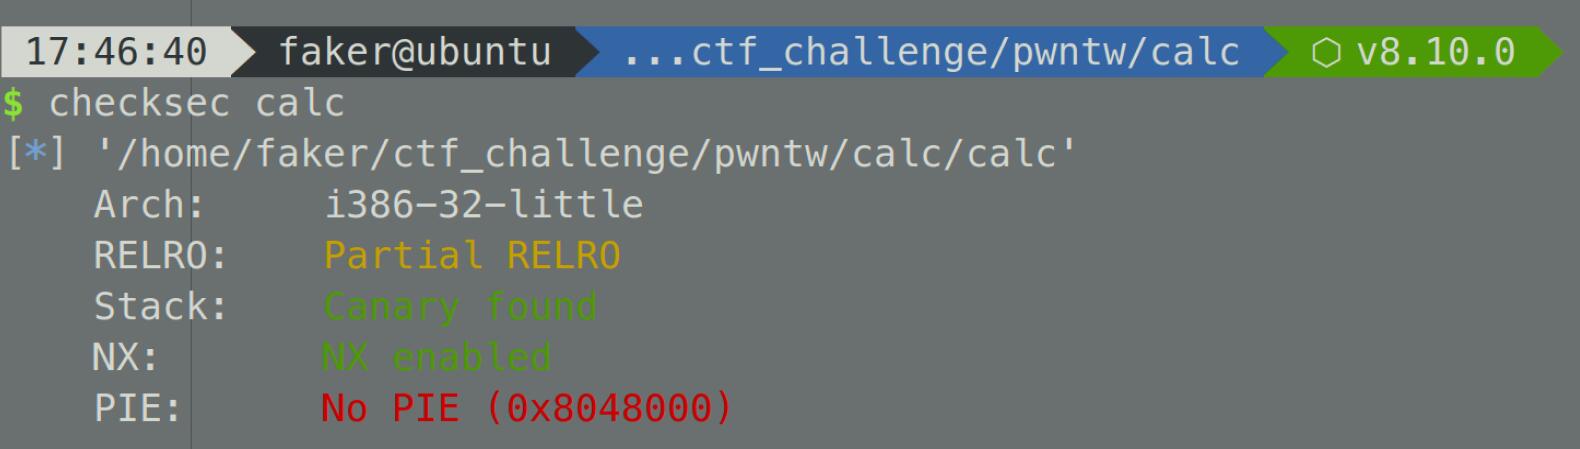 17:46:40 faker@ubuntu ...ctf_challenge/pwntw/calc ⬡ v8.10.0
$ checksec calc
[*] '/home/faker/ctf_challenge/pwntw/calc/calc'
Arch: i386-32-little
RELRO: Partial RELRO
Stack: Canary found
NX: NX enabled
PIE: No PIE (0x8048000)